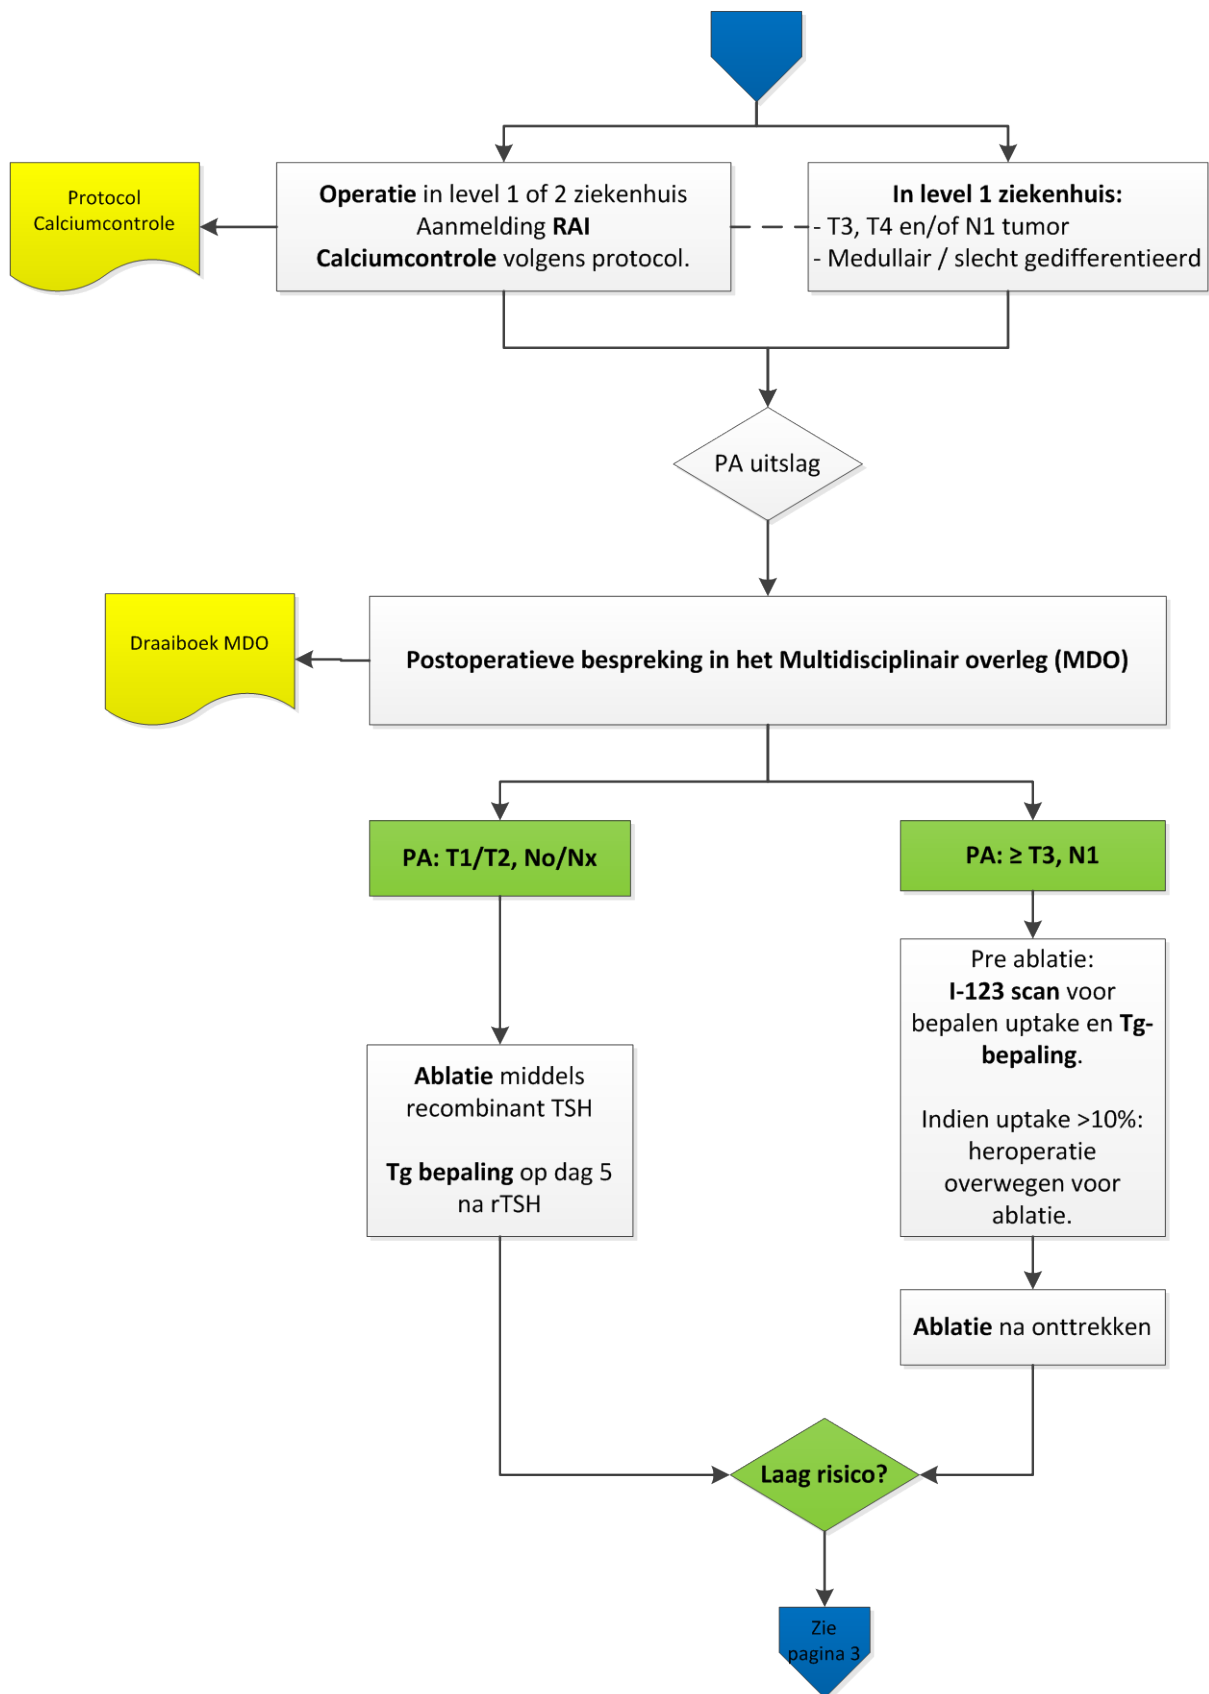 Protocol
Calciumcontrole
Operatie in level 1 of 2 ziekenhuis
Aanmelding RAI
Calciumcontrole volgens protocol.
In level 1 ziekenhuis:
- T3, T4 en/of N1 tumor
- Medullair / slecht gedifferentieerd
PA uitslag
Draaiboek MDO
Postoperatieve bespreking in het Multidisciplinair overleg (MDO)
PA: T1/T2, No/Nx
PA: ≥ T3, N1
Ablatie middels
recombinant TSH
Tg bepaling op dag 5
na rTSH
Pre ablatie:
I-123 scan voor
bepalen uptake en Tg-
bepaling.
Indien uptake >10%:
heroperatie
overwegen voor
ablatie.
Ablatie na onttrekken
Laag risico?
Zie
pagina 3